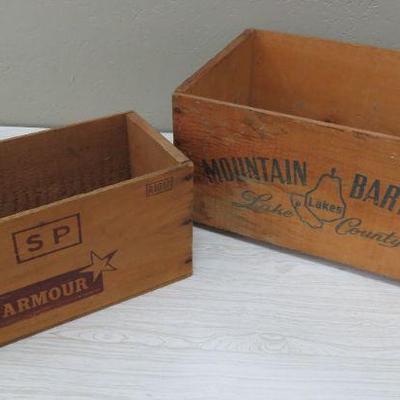 SP
ARMOUR
MOUNTAIN BAR
Lakes
Lake County